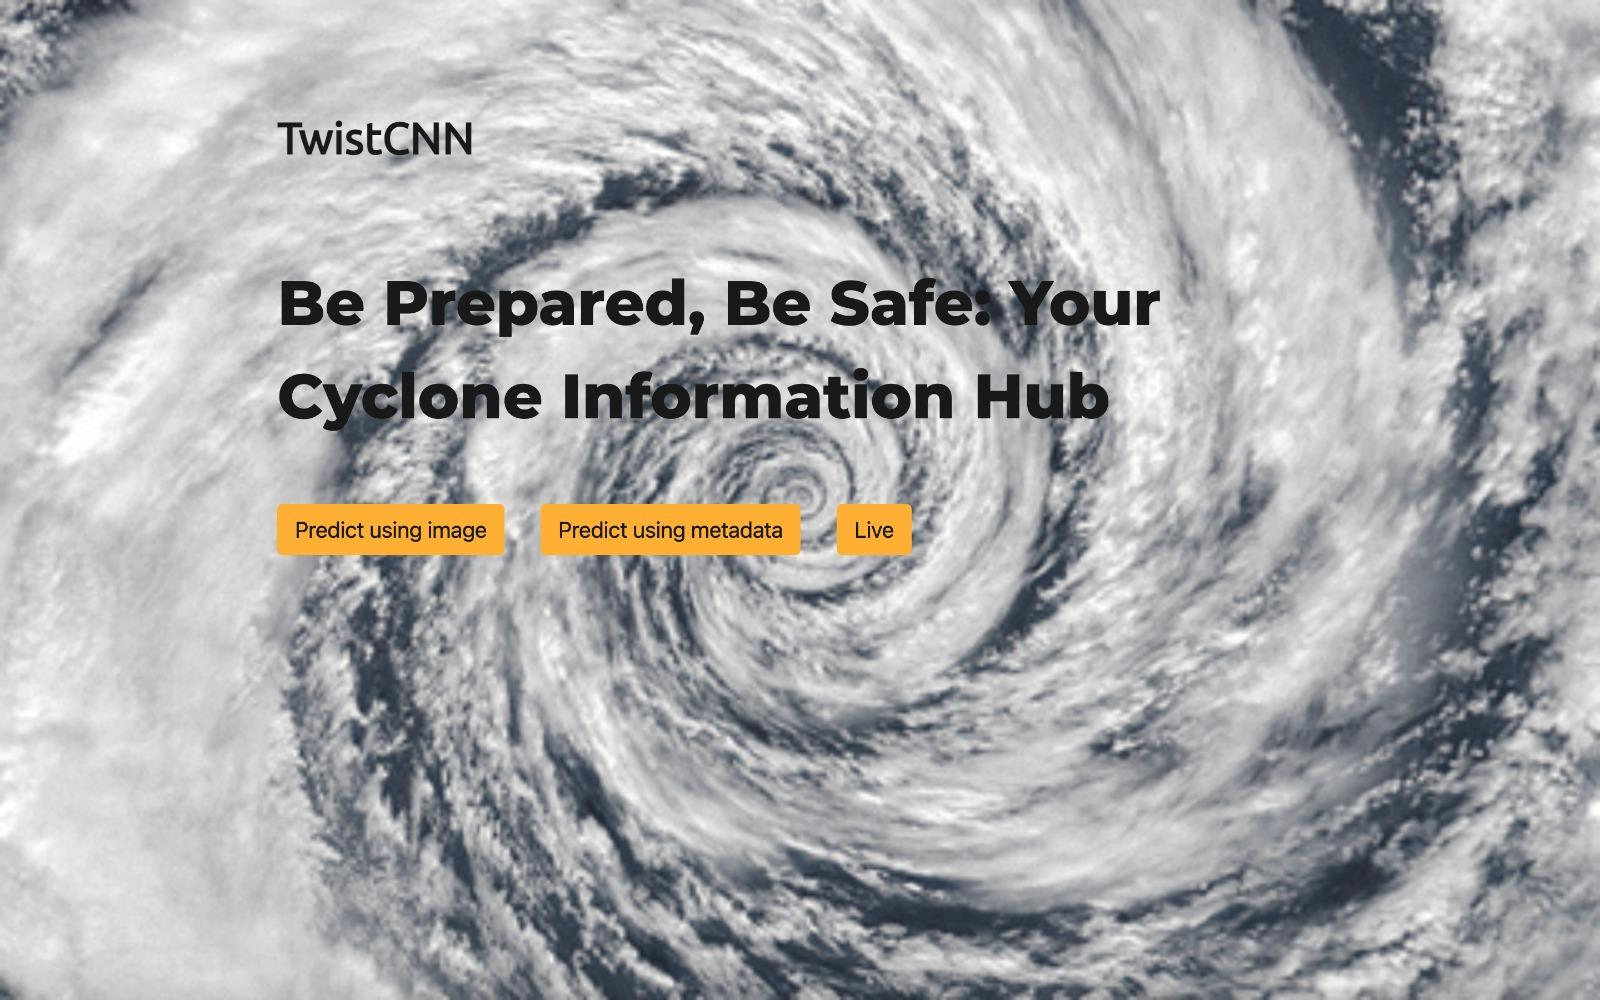 TwistCNN
Be Prepared, Be Safe: Your
Cyclone Information Hub
Predict using image
Predict using metadata
Live